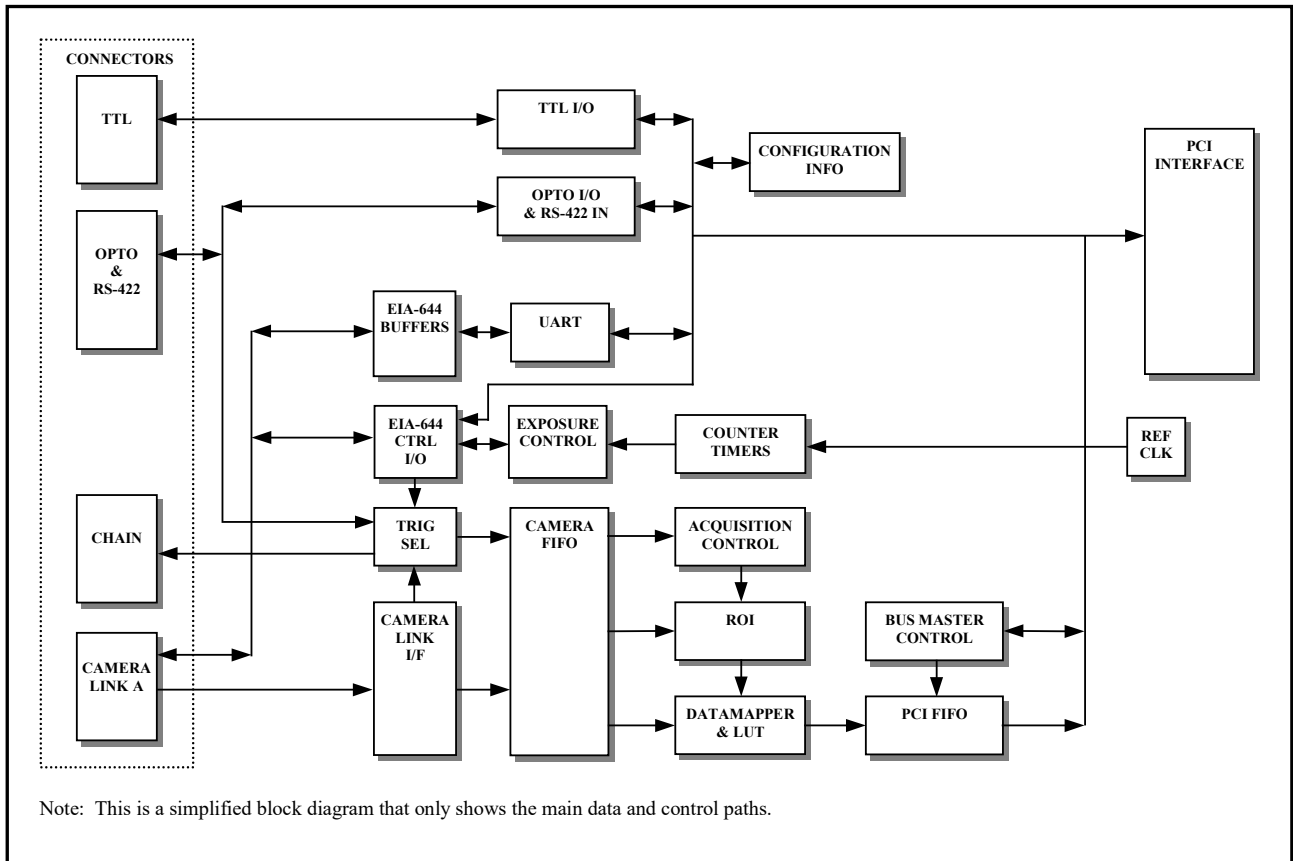 CONNECTORS
TTL
TTL I/O
CONFIGURATION
INFO
PCI
INTERFACE
OPTO I/O
& RS-422 IN
OPTO
&
RS-422
EIA-644
BUFFERS
UART
EIA-644
CTRL
I/O
EXPOSURE
CONTROL
COUNTER
TIMERS
REF
CLK
CHAIN
TRIG
SEL
CAMERA
FIFO
ACQUISITION
CONTROL
CAMERA
LINK
I/F
ROI
BUS MASTER
CONTROL
CAMERA
LINK A
DATAMAPPER
& LUT
PCI FIFO
Note: This is a simplified block diagram that only shows the main data and control paths.